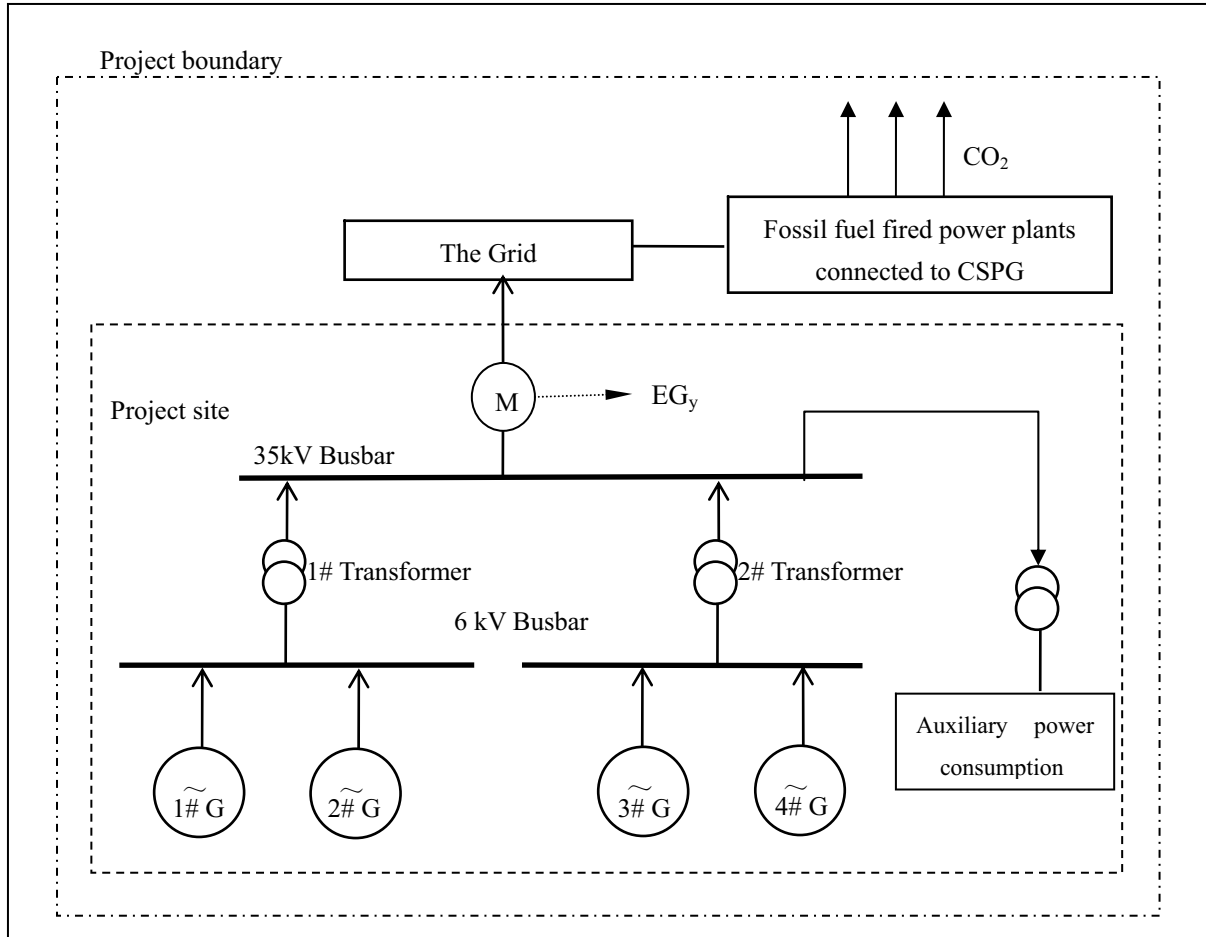 Project boundary
CO₂
Fossil fuel fired power plants
connected to CSPG
The Grid
M
EGy
Project site
35kV Busbar
1# Transformer
2# Transformer
6 kV Busbar
Auxiliary power
consumption
~
1# G
~
2# G
~
3# G
~
4# G